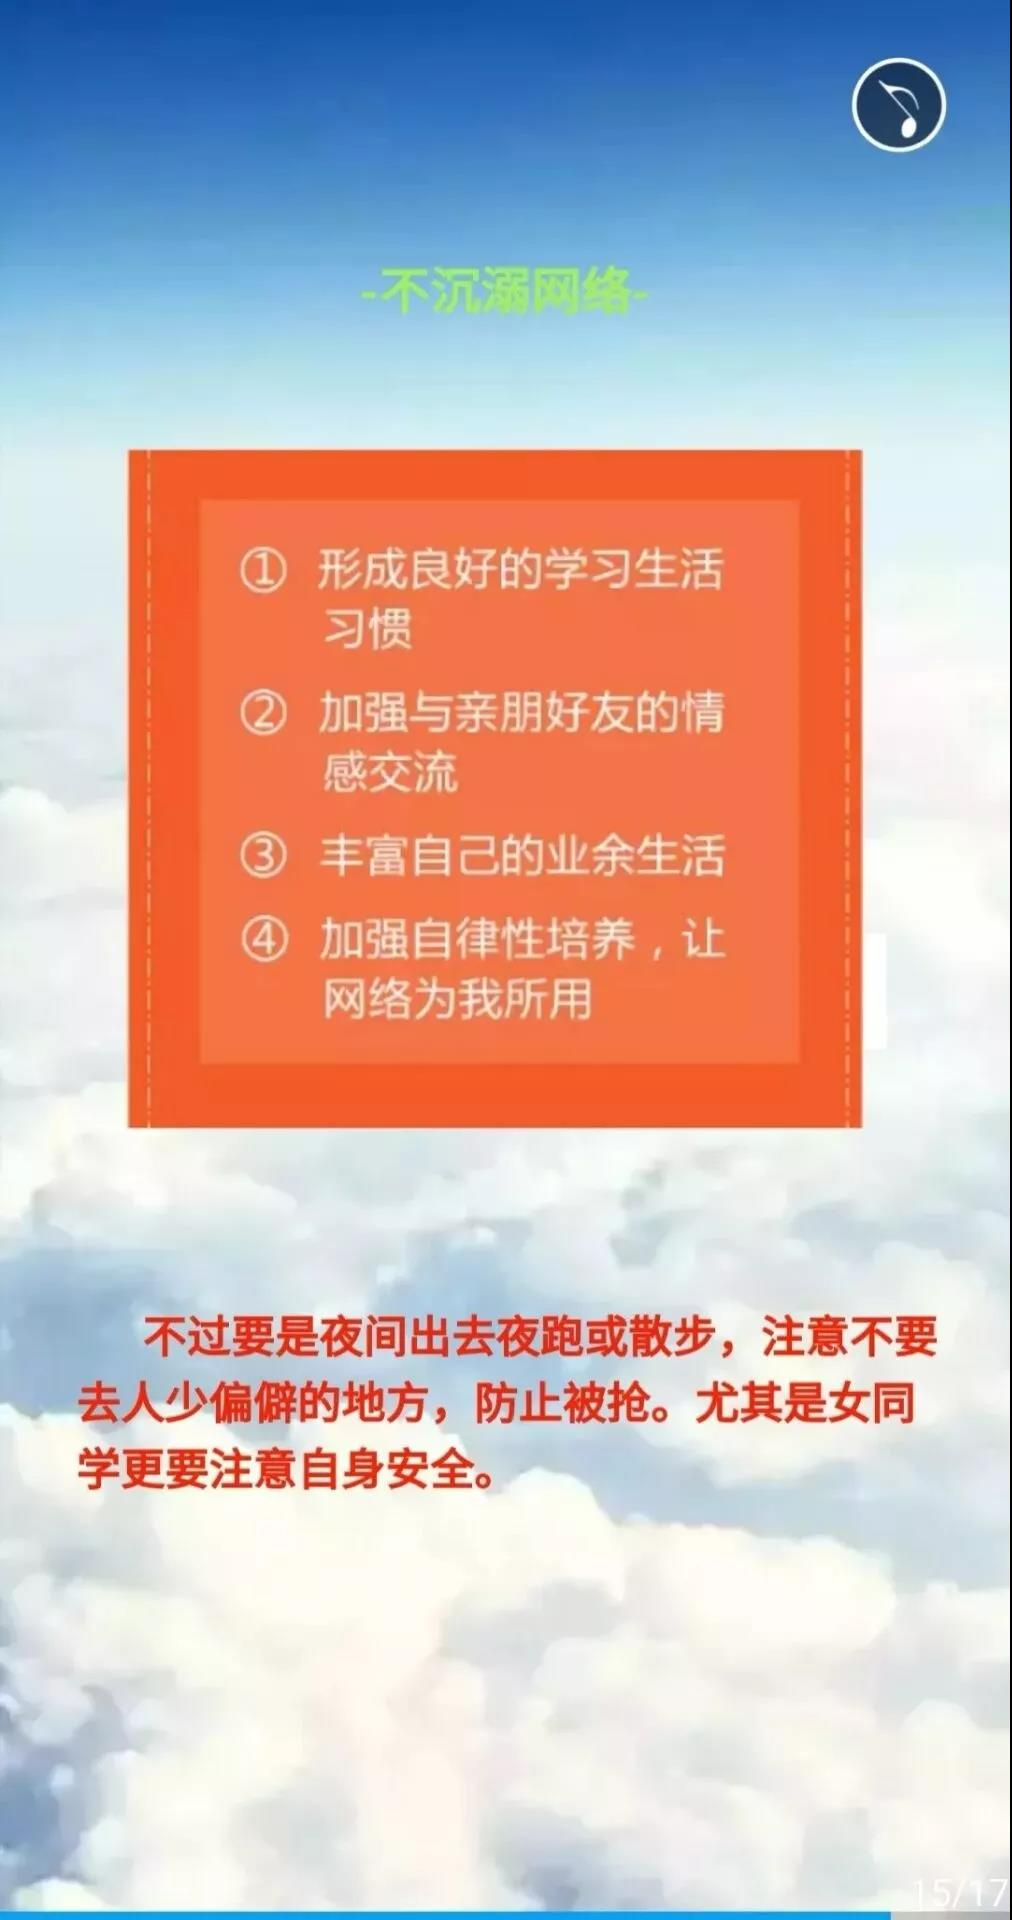 -不沉溺网络-
① 形成良好的学习生活
习惯
② 加强与亲朋好友的情
感交流
③ 丰富自己的业余生活
④ 加强自律性培养，让
网络为我所用
不过要是夜间出去夜跑或散步，注意不要
去人少偏僻的地方，防止被抢。尤其是女同
学更要注意自身安全。
15/17